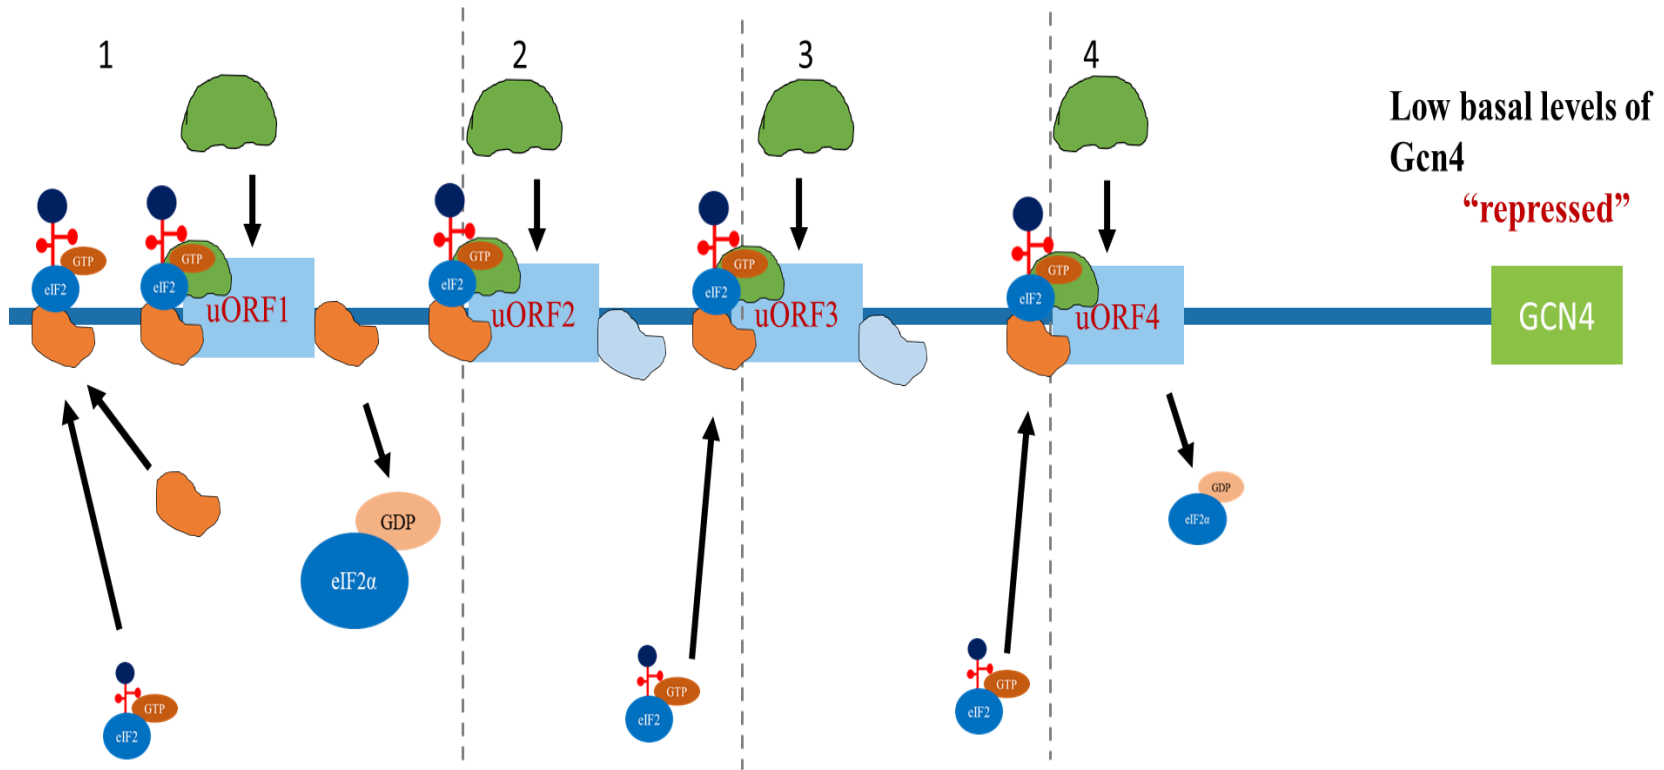 1
2
3
4
Low basal levels of
Gcn4
“repressed”
GTP
eIF2
GTP
eIF2
uORF1
GTP
eIF2
uORF2
GTP
eIF2
uORF3
GTP
eIF2
uORF4
GCN4
GDP
eIF2α
GDP
eIF2α
GTP
eIF2
GTP
eIF2
GTP
eIF2